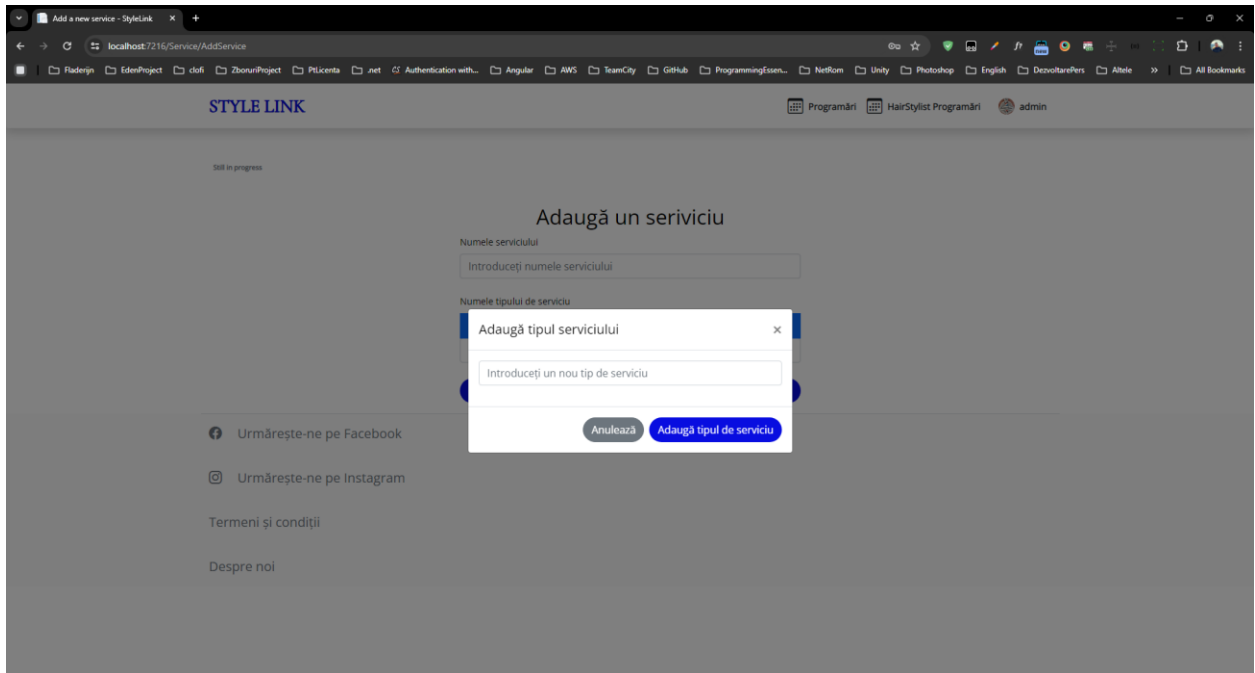 Add a new service - StyleLink
localhost:7216/Service/AddService
Fladerijn EdenProject clofi ZboruriProject PtLicenta .net Authentication with... Angular AWS TeamCity GitHub ProgrammingEssen... NetRom Unity Photoshop English DezvoltarePers Altele » All Bookmarks
STYLE LINK Programări HairStylist Programări admin
Still in progress
Adaugă un seriviciu
Numele serviciului
Introduceți numele serviciului
Numele tipului de serviciu
Adaugă tipul serviciului ×
Introduceți un nou tip de serviciu
Anulează Adaugă tipul de serviciu
Urmărește-ne pe Facebook
Urmărește-ne pe Instagram
Termeni și condiții
Despre noi